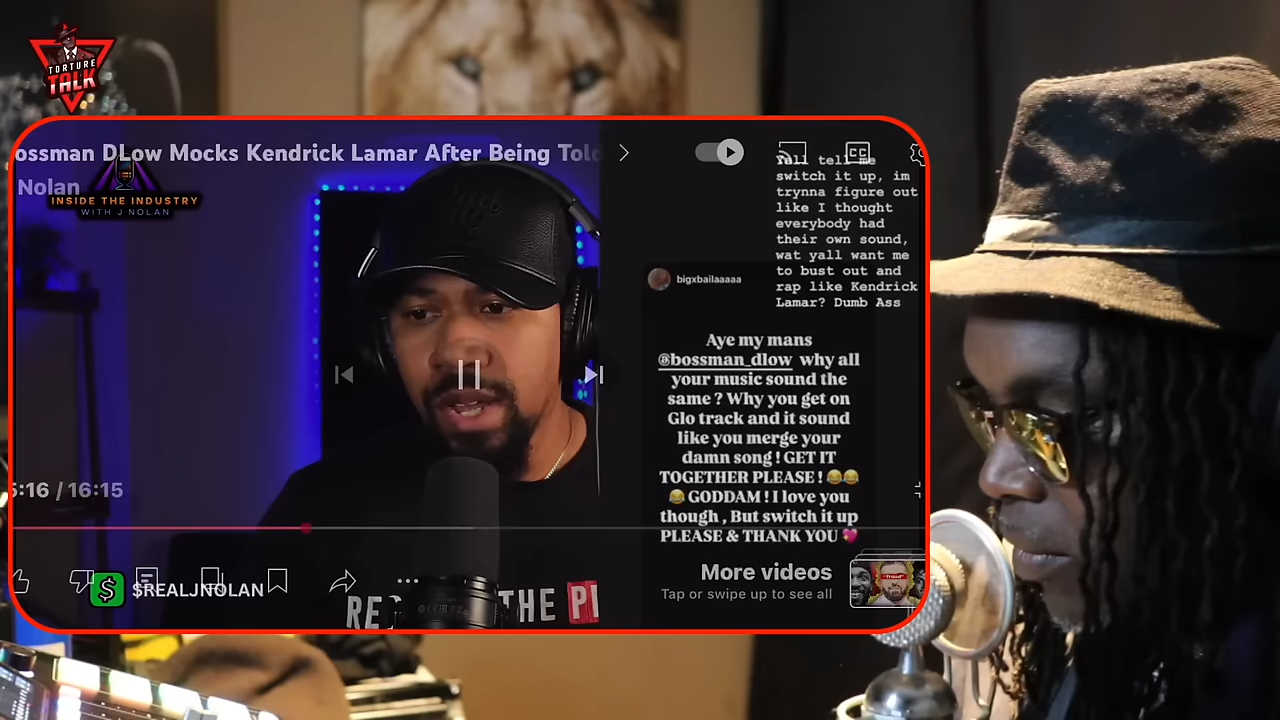 TORTURE
TALK
ossman DLow Mocks Kendrick Lamar After Being Tol
Nolan
INSIDE THE INDUSTRY
WITH J NOLAN
CC
Yall tell me
switch it up, im
trynna figure out
like I thought
everybody had
their own sound,
wat yall want me
to bust out and
rap like Kendrick
Lamar? Dumb Ass
bigxbailaaaaa
Aye my mans
@bossman_dlow why all
your music sound the
same ? Why you get on
Glo track and it sound
like you merge your
damn song ! GET IT
TOGETHER PLEASE ! 😂😂
😂 GODDAM ! I love you
though , But switch it up
PLEASE & THANK YOU 💖
5:16 / 16:15
$REALJNOLAN
THE PI
More videos
Tap or swipe up to see all
"fraud"